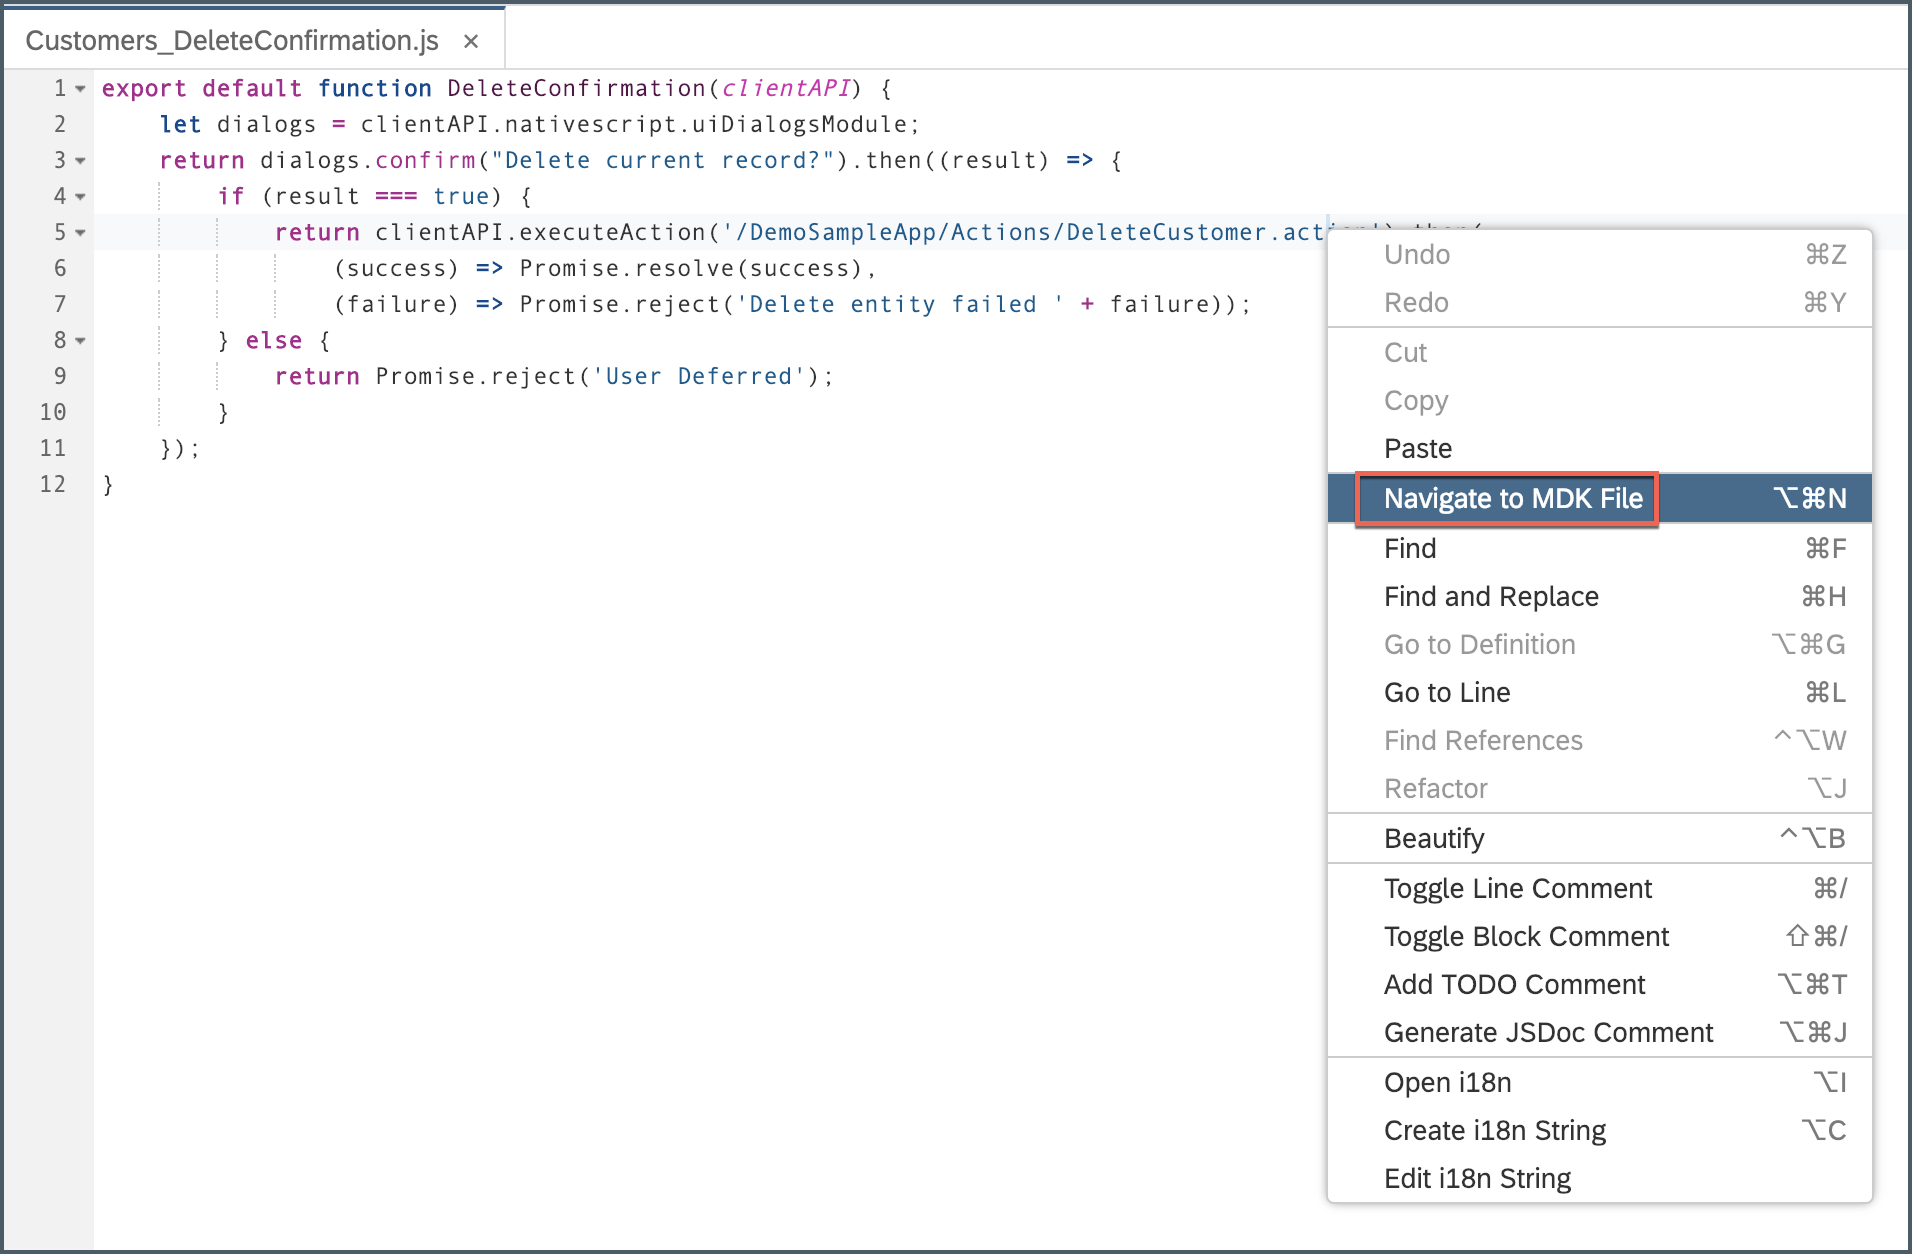 Customers_DeleteConfirmation.js ×
1 export default function DeleteConfirmation(clientAPI) {
2 let dialogs = clientAPI.nativescript.uiDialogsModule;
3 return dialogs.confirm("Delete current record?").then((result) => {
4 if (result === true) {
5 return clientAPI.executeAction('/DemoSampleApp/Actions/DeleteCustomer.action').then(
6 (success) => Promise.resolve(success),
7 (failure) => Promise.reject('Delete entity failed ' + failure));
8 } else {
9 return Promise.reject('User Deferred');
10 }
11 });
12 }
Undo ⌘Z
Redo ⌘Y
Cut
Copy
Paste
Navigate to MDK File ⌥⌘N
Find ⌘F
Find and Replace ⌘H
Go to Definition ⌥⌘G
Go to Line ⌘L
Find References ^⌥W
Refactor ⌥J
Beautify ^⌥B
Toggle Line Comment ⌘/
Toggle Block Comment ⇧⌘/
Add TODO Comment ⌥⌘T
Generate JSDoc Comment ⌥⌘J
Open i18n ⌥I
Create i18n String ⌥C
Edit i18n String